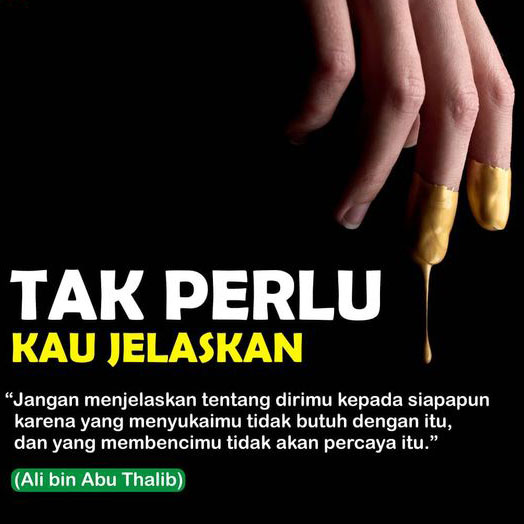 TAK PERLU
KAU JELASKAN
“Jangan menjelaskan tentang dirimu kepada siapapun
karena yang menyukaimu tidak butuh dengan itu,
dan yang membencimu tidak akan percaya itu.”
(Ali bin Abu Thalib)